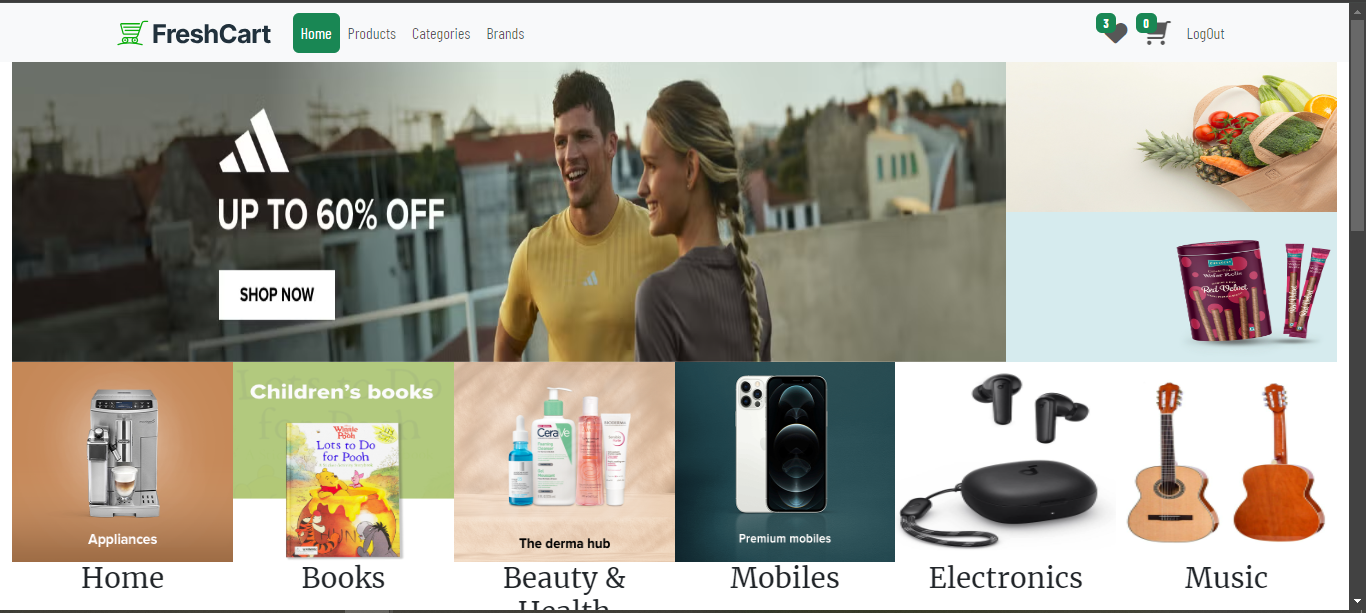 FreshCart
Home
Products
Categories
Brands
3
0
LogOut
UP TO 60% OFF
SHOP NOW
Wafer Rolls
Red Velvet
Appliances
Children's books
Winnie
Pooh
Lots to Do
for Pooh
CeraVe
The derma hub
Premium mobiles
Home
Books
Beauty &
Health
Mobiles
Electronics
Music